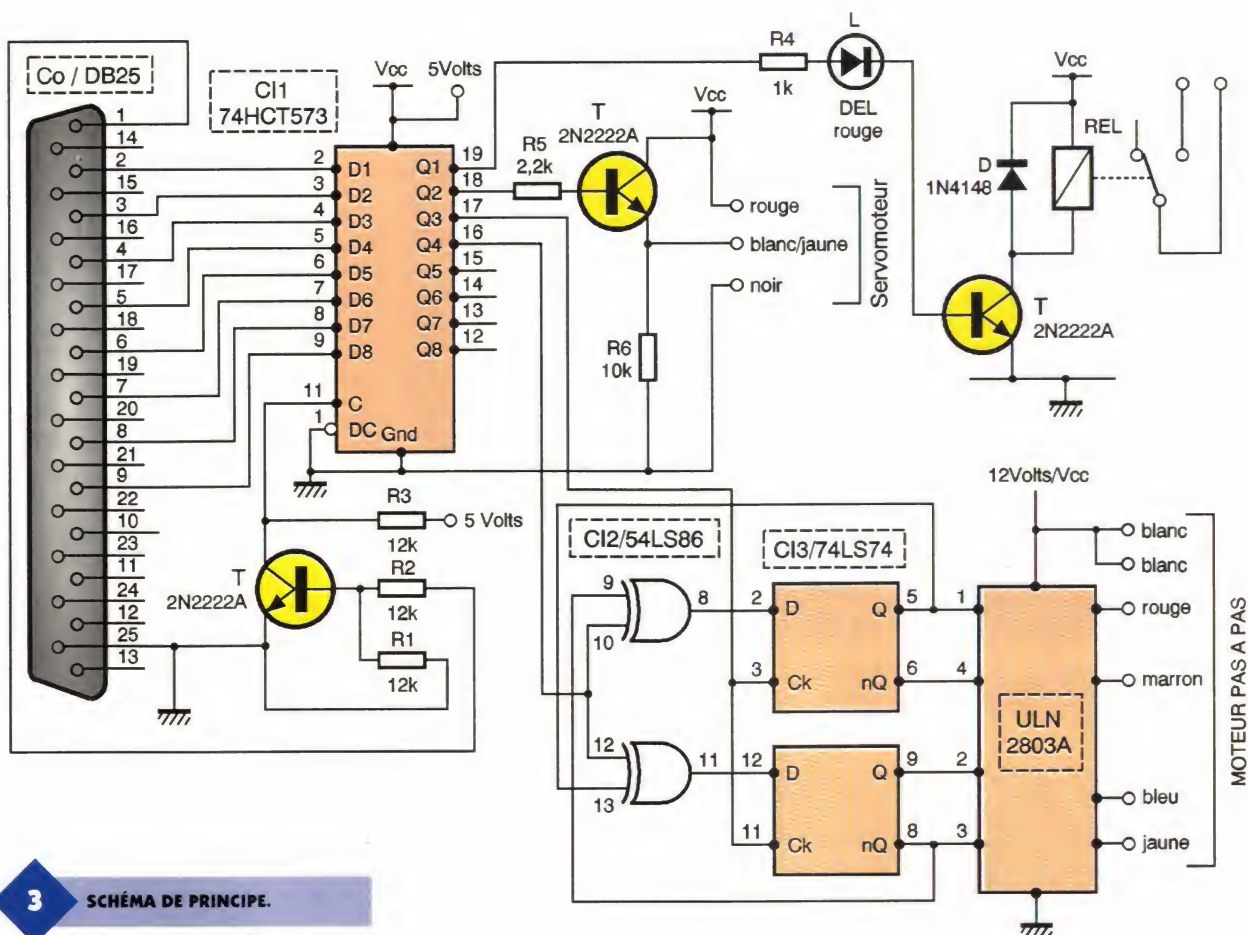 Co / DB25
1
14
2
15
3
16
4
17
5
18
6
19
7
20
8
21
9
22
10
23
11
24
12
25
13
CI1
74HCT573
Vcc
5Volts
2
3
4
5
6
7
8
9
11
1
D1
D2
D3
D4
D5
D6
D7
D8
C
DC
Gnd
Q1
Q2
Q3
Q4
Q5
Q6
Q7
Q8
19
18
17
16
15
14
13
12
R5
2,2k
T
2N2222A
Vcc
rouge
blanc/jaune
noir
Servomoteur
R6
10k
R4
1k
L
DEL
rouge
Vcc
D
1N4148
REL
T
2N2222A
R3
12k
5 Volts
T
2N2222A
R2
12k
R1
12k
CI2/54LS86
9
10
8
12
13
11
CI3/74LS74
2
D
Q
5
3
Ck
nQ
6
12
D
Q
9
11
Ck
nQ
8
12Volts/Vcc
1
4
2
3
ULN
2803A
blanc
blanc
rouge
marron
bleu
jaune
MOTEUR PAS A PAS
3
SCHÉMA DE PRINCIPE.